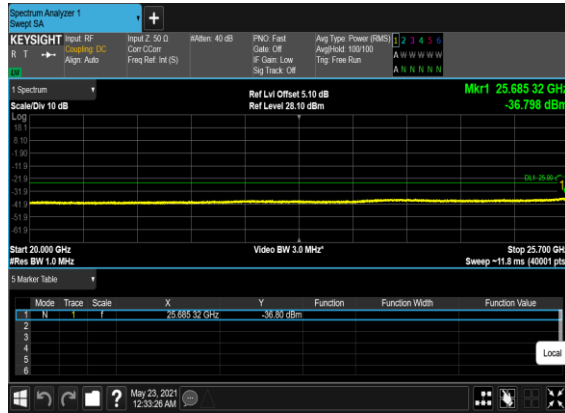 Spectrum Analyzer 1
Swept SA
KEYSIGHT
R T
LW
Input: RF
Coupling: DC
Align: Auto
Input Z: 50 Ω
Corr CCorr
Freq Ref: Int (S)
#Atten: 40 dB
PNO: Fast
Gate: Off
IF Gain: Low
Sig Track: Off
Avg Type: Power (RMS)
Avg|Hold: 100/100
Trig: Free Run
1 2 3 4 5 6
A W W W W W
A N N N N N
1 Spectrum
Scale/Div 10 dB
Ref Lvl Offset 5.10 dB
Ref Level 28.10 dBm
Mkr1 25.685 32 GHz
-36.798 dBm
Log
18.1
8.10
-1.90
-11.9
-21.9
-31.9
-41.9
-51.9
-61.9
DL1 -25.00
1
Start 20.000 GHz
#Res BW 1.0 MHz
Video BW 3.0 MHz*
Stop 25.700 GH
Sweep ~11.8 ms (40001 pts
5 Marker Table
Mode Trace Scale X Y Function Function Width Function Value
1 N 1 f 25.685 32 GHz -36.80 dBm
2
3
4
5
6
Local
? May 23, 2021
12:33:26 AM